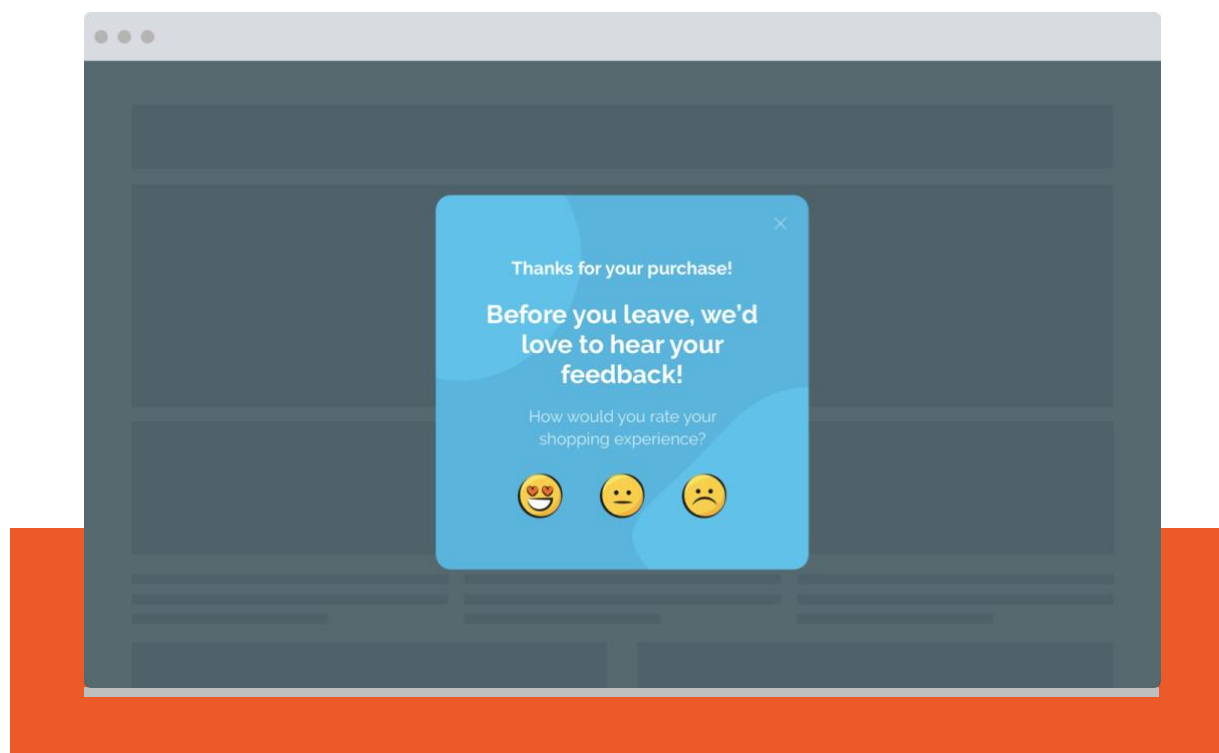 Thanks for your purchase!
Before you leave, we’d
love to hear your
feedback!
How would you rate your
shopping experience?